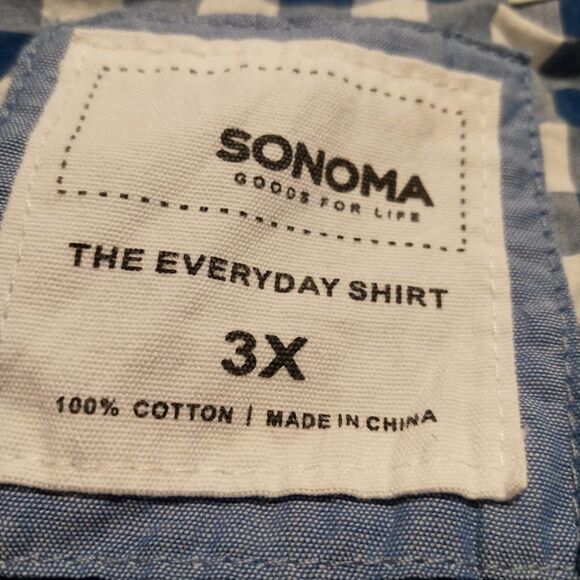 SONOMA
GOODS FOR LIFE
THE EVERYDAY SHIRT
3X
100% COTTON | MADE IN CHINA